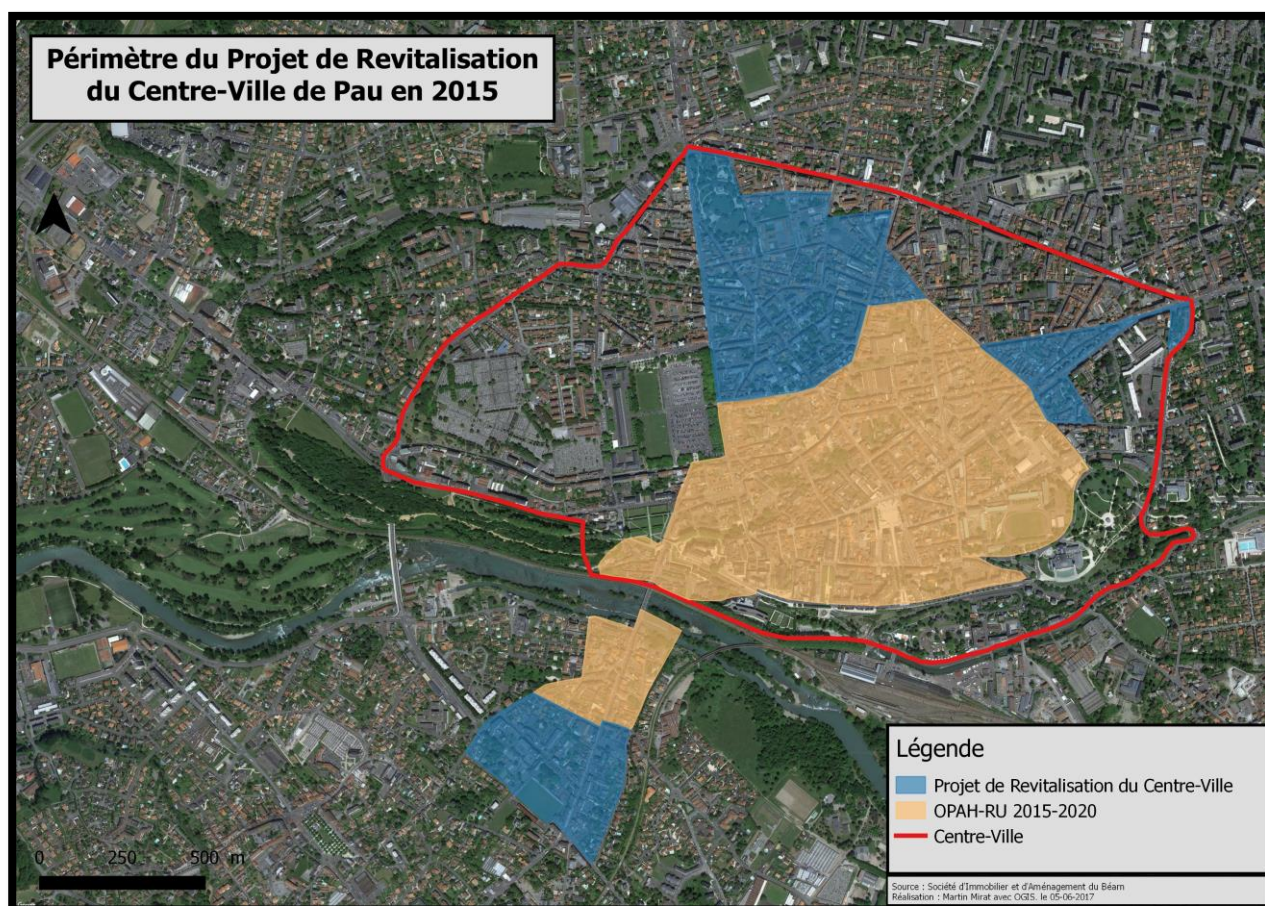 Périmètre du Projet de Revitalisation
du Centre-Ville de Pau en 2015
0 250 500 m
Légende
Projet de Revitalisation du Centre-Ville
OPAH-RU 2015-2020
Centre-Ville
Source : Société d'Immobilier et d'Aménagement du Béarn
Réalisation : Martin Mirat avec QGIS, le 05-06-2017